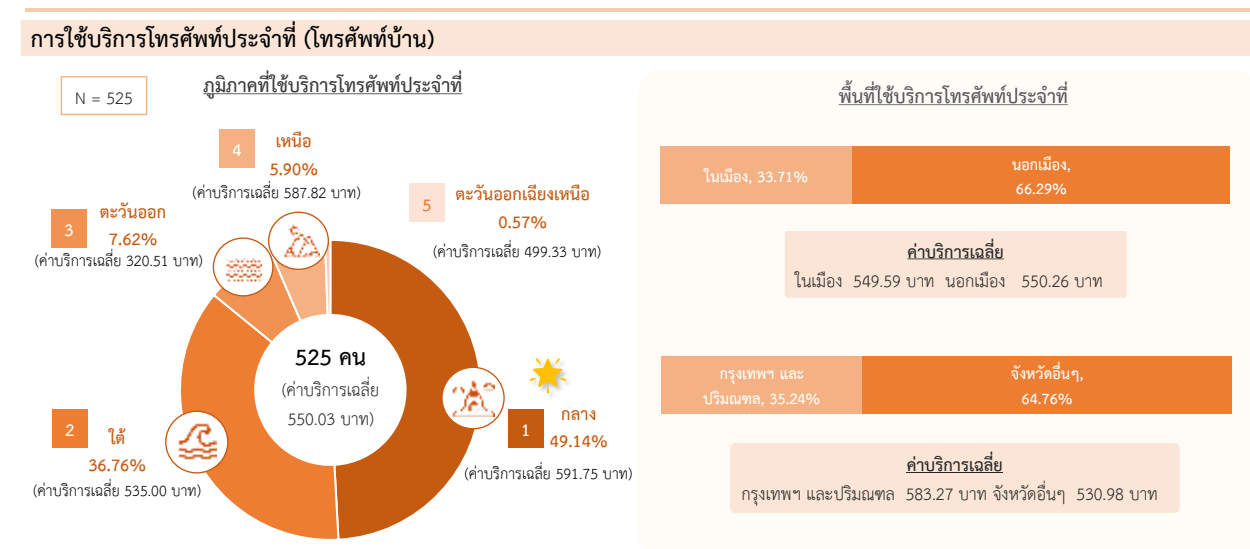 การใช้บริการโทรศัพท์ประจำที่ (โทรศัพท์บ้าน)
N = 525
ภูมิภาคที่ใช้บริการโทรศัพท์ประจำที่
4
เหนือ
5.90%
(ค่าบริการเฉลี่ย 587.82 บาท)
5
ตะวันออกเฉียงเหนือ
0.57%
(ค่าบริการเฉลี่ย 499.33 บาท)
3
ตะวันออก
7.62%
(ค่าบริการเฉลี่ย 320.51 บาท)
525 คน
(ค่าบริการเฉลี่ย
550.03 บาท)
2
ใต้
36.76%
(ค่าบริการเฉลี่ย 535.00 บาท)
1
กลาง
49.14%
(ค่าบริการเฉลี่ย 591.75 บาท)
พื้นที่ใช้บริการโทรศัพท์ประจำที่
ในเมือง, 33.71%
นอกเมือง,
66.29%
ค่าบริการเฉลี่ย
ในเมือง 549.59 บาท นอกเมือง 550.26 บาท
กรุงเทพฯ และ
ปริมณฑล, 35.24%
จังหวัดอื่นๆ,
64.76%
ค่าบริการเฉลี่ย
กรุงเทพฯ และปริมณฑล 583.27 บาท จังหวัดอื่นๆ 530.98 บาท